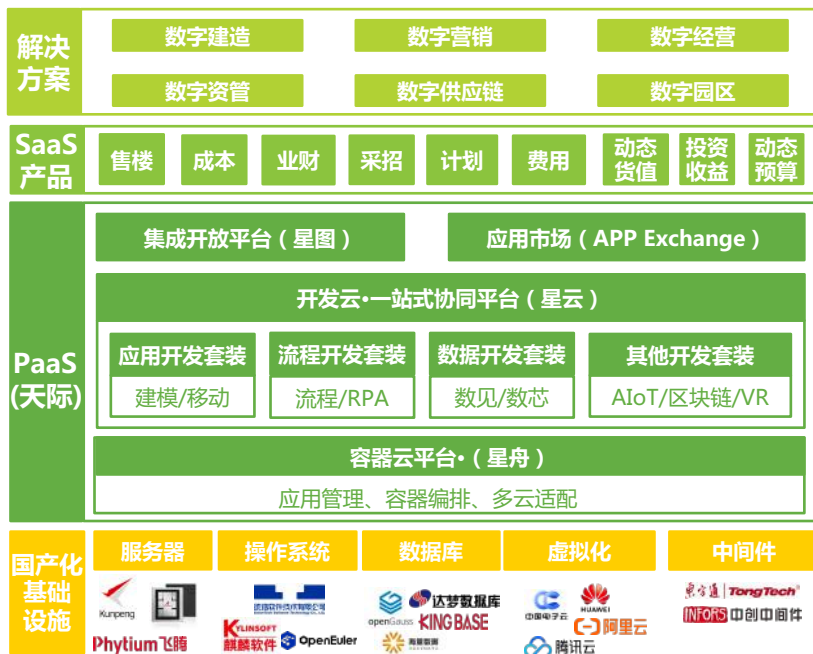 解决
方案
数字建造
数字营销
数字经营
数字资管
数字供应链
数字园区
SaaS
产品
售楼
成本
业财
采招
计划
费用
动态
货值
投资
收益
动态
预算
PaaS
(天际)
集成开放平台（星图）
应用市场（APP Exchange）
开发云•一站式协同平台（星云）
应用开发套装
流程开发套装
数据开发套装
其他开发套装
建模/移动
流程/RPA
数见/数芯
AIoT/区块链/VR
容器云平台•（星舟）
应用管理、容器编排、多云适配
国产化
基础
设施
服务器
操作系统
数据库
虚拟化
中间件
Kunpeng
Phytium飞腾
KYLINSOFT
麒麟软件
OpenEuler
openGauss
达梦数据库
KINGBASE
海量数据
中国电子云
HUAWEI
阿里云
腾讯云
东方通 TongTech®
INFORS 中创中间件